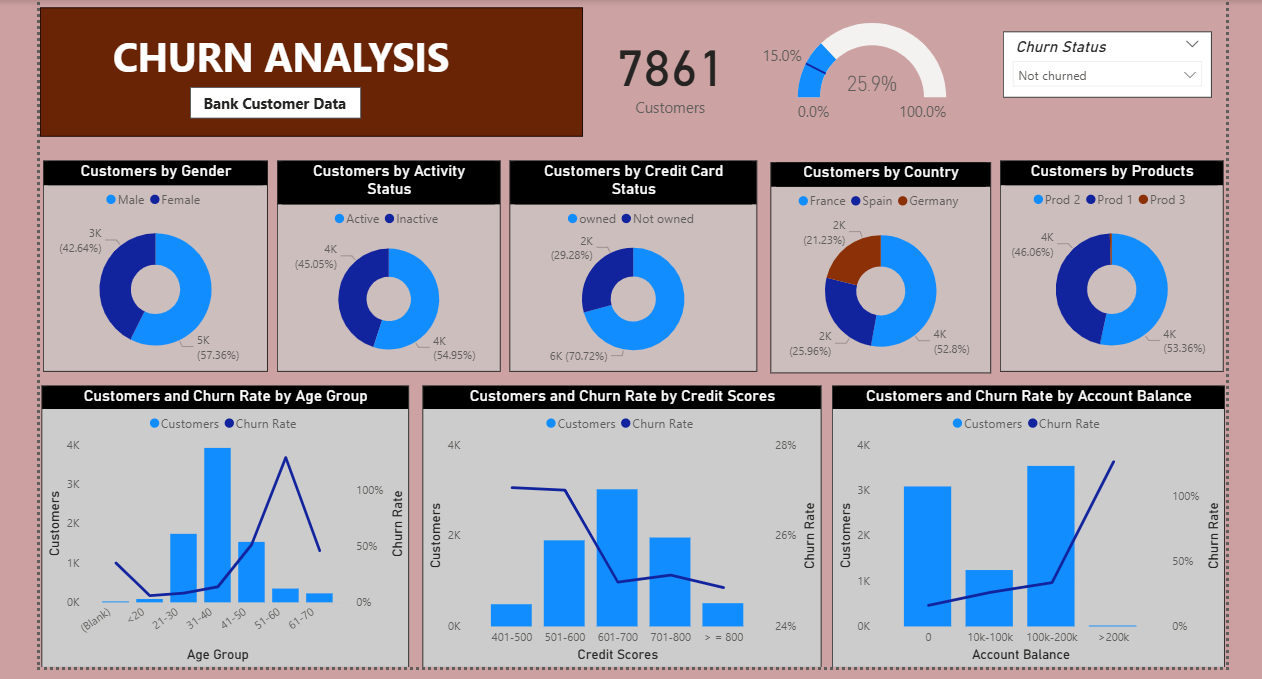 CHURN ANALYSIS
Bank Customer Data
7861
Customers
15.0%
25.9%
0.0%
100.0%
Churn Status
Not churned
Customers by Gender
Male Female
3K
(42.64%)
5K
(57.36%)
Customers by Activity
Status
Active Inactive
4K
(45.05%)
4K
(54.95%)
Customers by Credit Card
Status
owned Not owned
2K
(29.28%)
6K (70.72%)
Customers by Country
France Spain Germany
2K
(21.23%)
2K
(25.96%)
4K
(52.8%)
Customers by Products
Prod 2 Prod 1 Prod 3
4K
(46.06%)
4K
(53.36%)
Customers and Churn Rate by Age Group
Customers Churn Rate
Customers
4K
3K
2K
1K
0K
100%
50%
0%
Churn Rate
(Blank) <20 21-30 31-40 41-50 51-60 61-70
Age Group
Customers and Churn Rate by Credit Scores
Customers Churn Rate
Customers
4K
2K
0K
28%
26%
24%
Churn Rate
401-500 501-600 601-700 701-800 > = 800
Credit Scores
Customers and Churn Rate by Account Balance
Customers Churn Rate
Customers
4K
3K
2K
1K
0K
100%
50%
0%
Churn Rate
0 10k-100k 100k-200k >200k
Account Balance